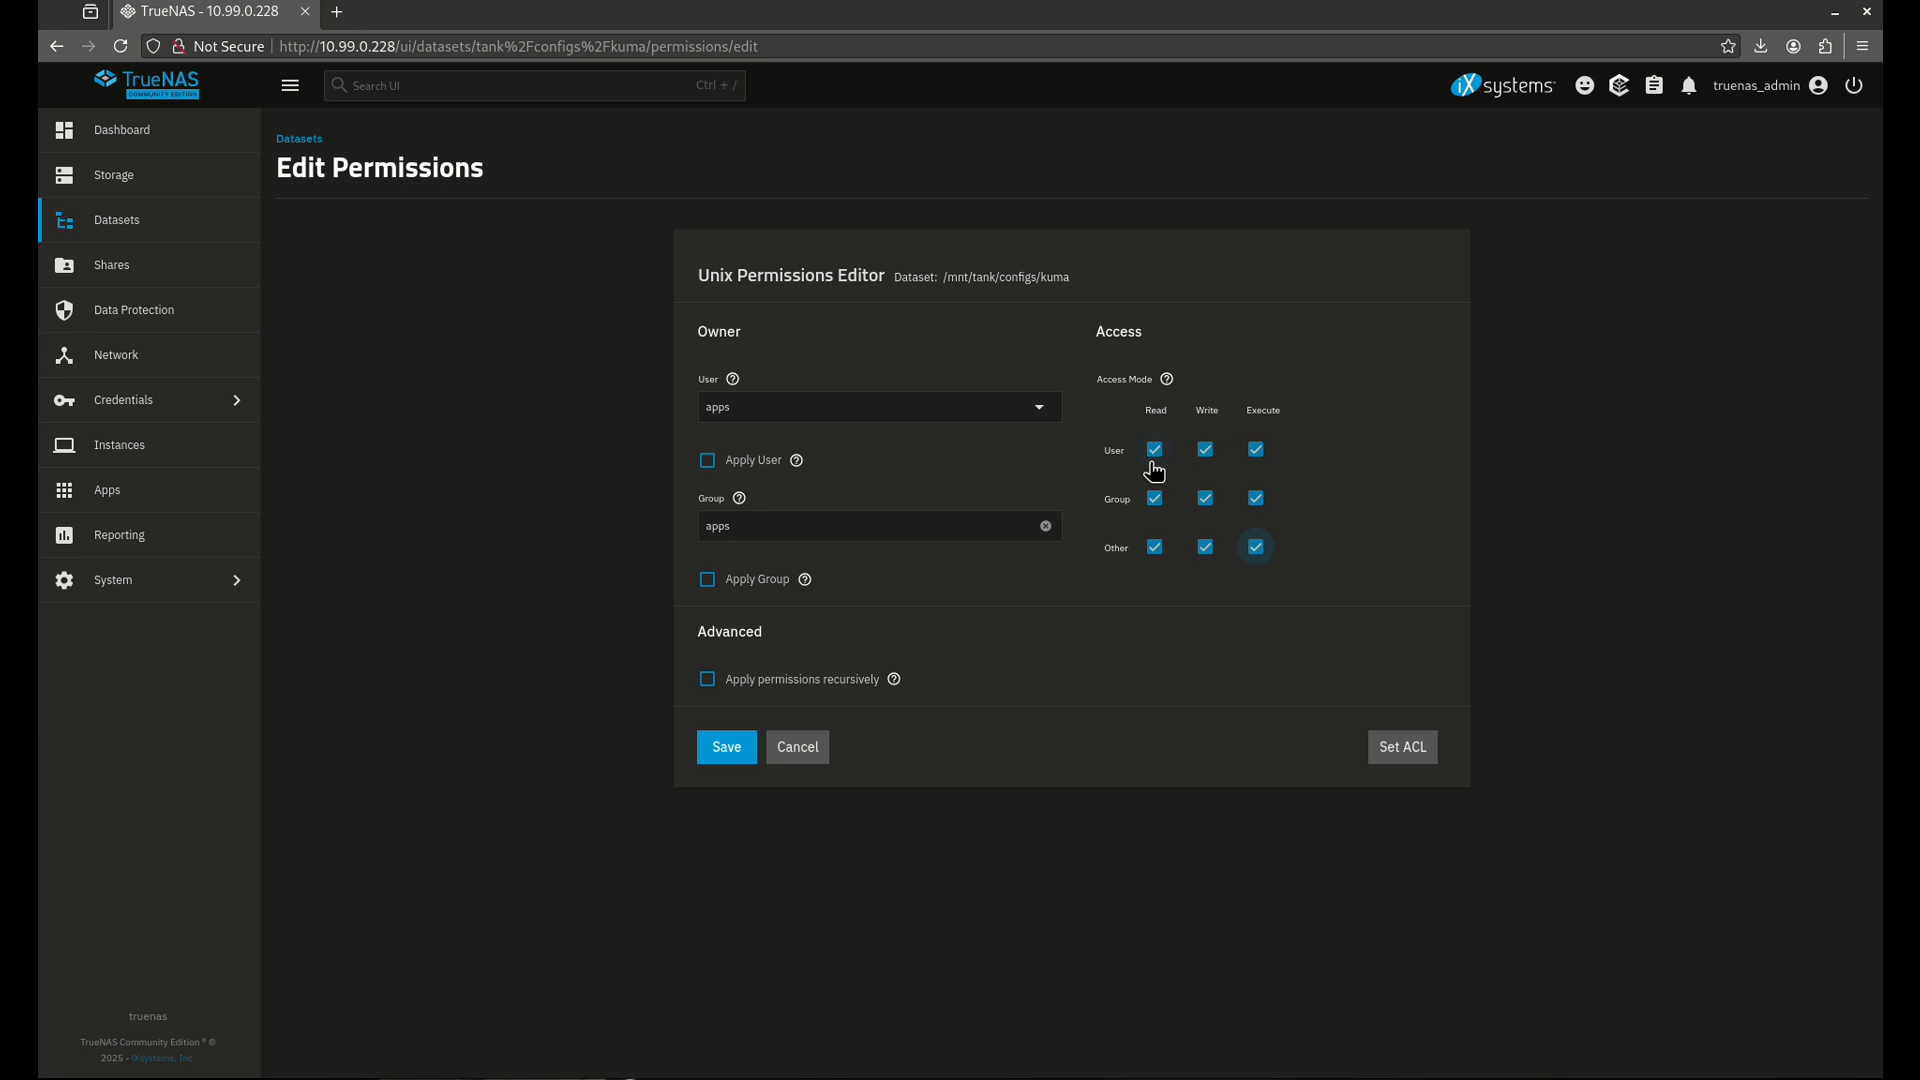 TrueNAS - 10.99.0.228
Not Secure
http://10.99.0.228/ui/datasets/tank%2Fconfigs%2Fkuma/permissions/edit
TrueNAS
COMMUNITY EDITION
Search UI
Ctrl + /
iXsystems
truenas_admin
Dashboard
Storage
Datasets
Shares
Data Protection
Network
Credentials
Instances
Apps
Reporting
System
truenas
TrueNAS Community Edition ® ©
2025 - iXsystems, Inc.
Datasets
Edit Permissions
Unix Permissions Editor Dataset: /mnt/tank/configs/kuma
Owner
User
apps
Apply User
Group
apps
Apply Group
Access
Access Mode
Read Write Execute
User
Group
Other
Advanced
Apply permissions recursively
Save Cancel Set ACL